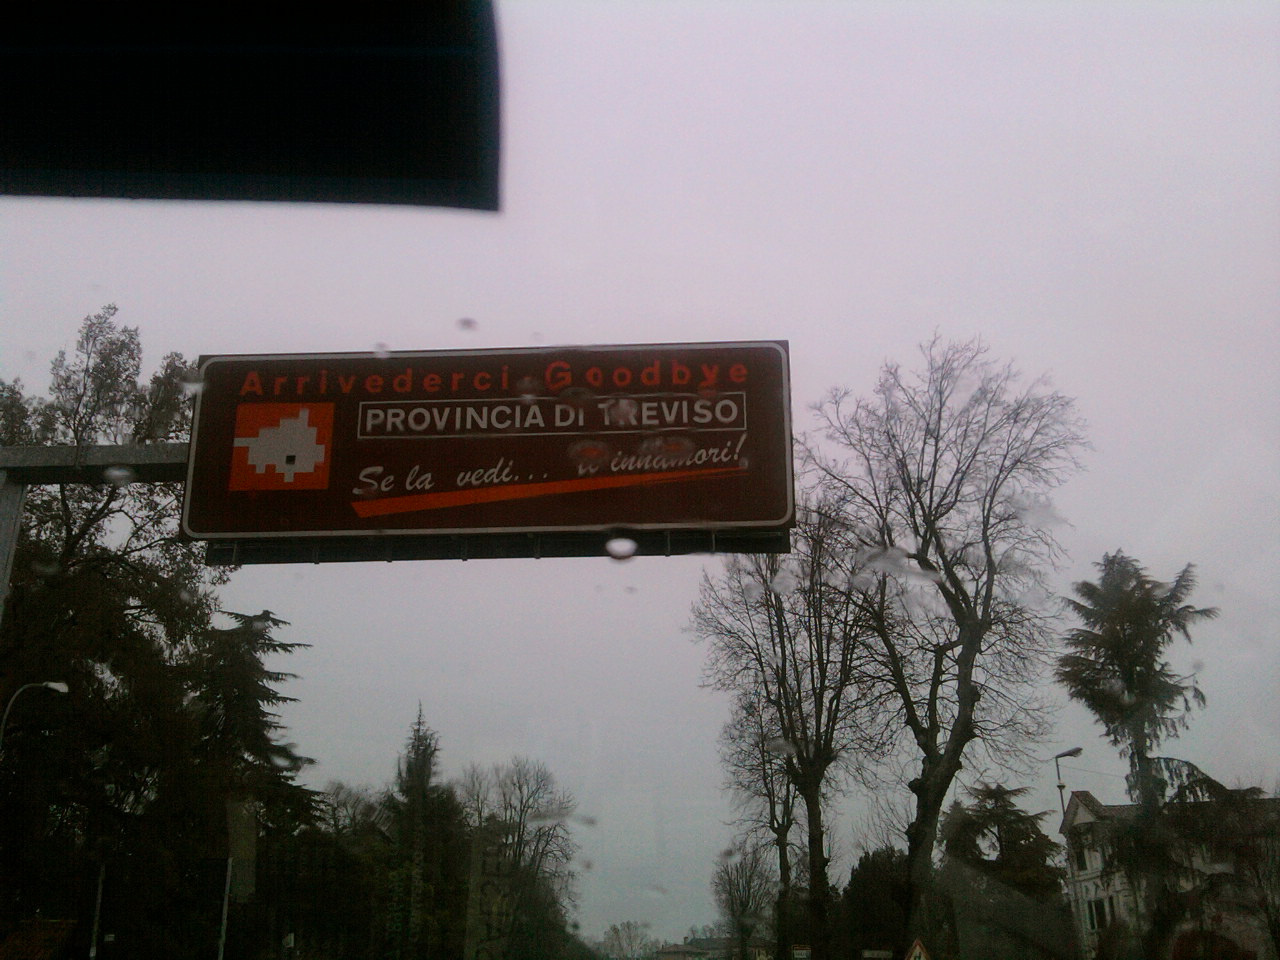 Arrivederci - Goodbye
PROVINCIA DI TREVISO
Se la vedi... ti innamori!